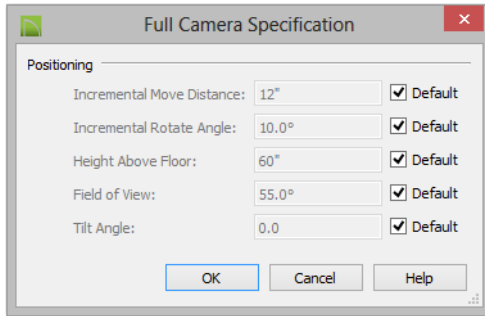 Full Camera Specification
Positioning
Incremental Move Distance: 12" Default
Incremental Rotate Angle: 10.0° Default
Height Above Floor: 60" Default
Field of View: 55.0° Default
Tilt Angle: 0.0 Default
OK Cancel Help